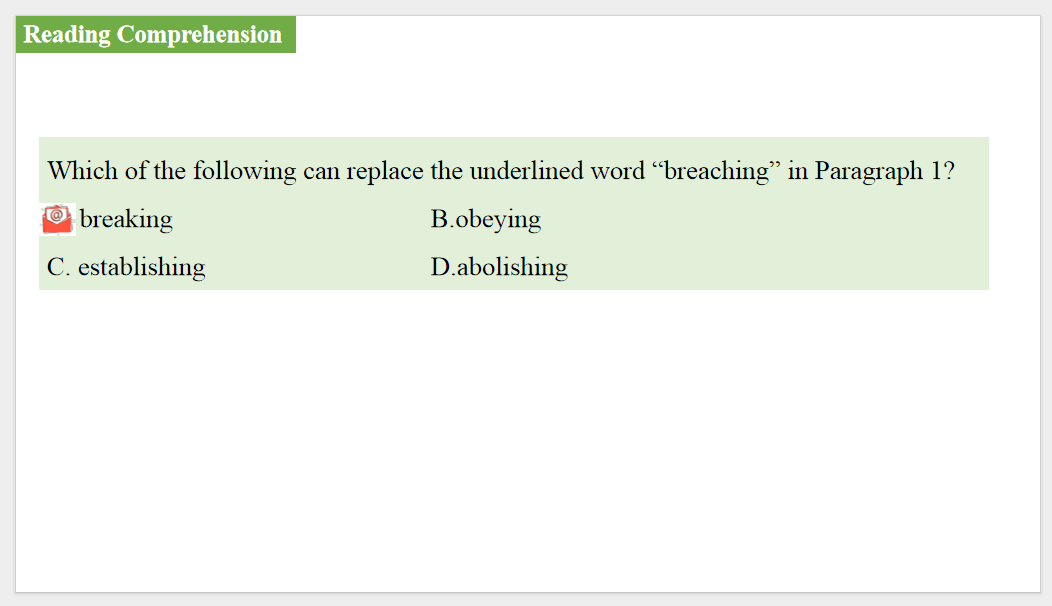 Reading Comprehension
Which of the following can replace the underlined word “breaching” in Paragraph 1?
breaking B.obeying
C. establishing D.abolishing